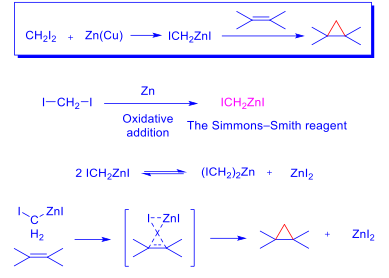 CH₂I₂ + Zn(Cu) ICH₂ZnI
Zn
I–CH₂–I ICH₂ZnI
Oxidative
addition
The Simmons–Smith reagent
2 ICH₂ZnI (ICH₂)₂Zn + ZnI₂
I ZnI
C
H₂
I ZnI
+ ZnI₂